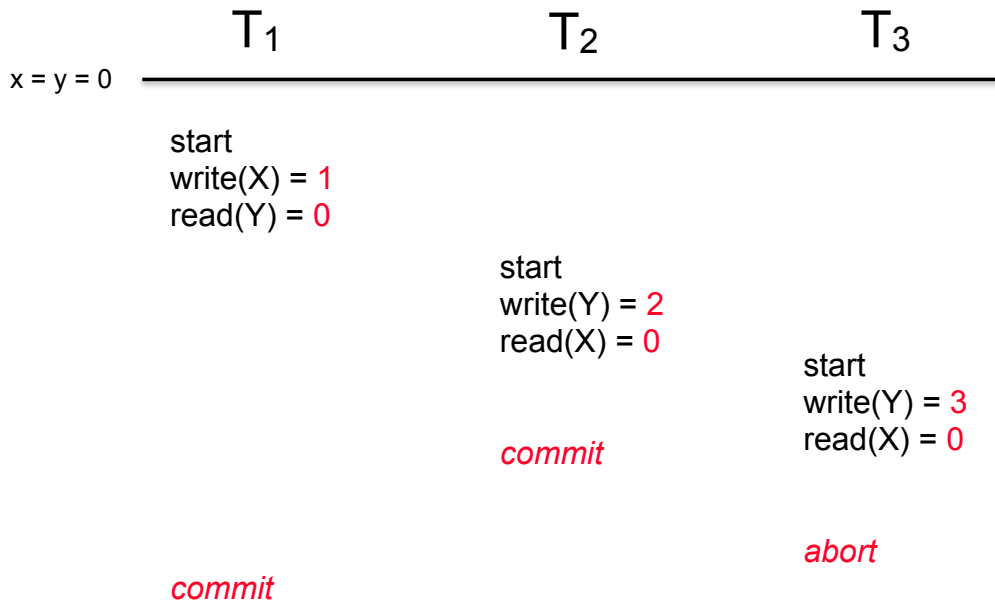 T1 T2 T3
x = y = 0
start
write(X) = 1
read(Y) = 0
start
write(Y) = 2
read(X) = 0
start
write(Y) = 3
read(X) = 0
commit
abort
commit